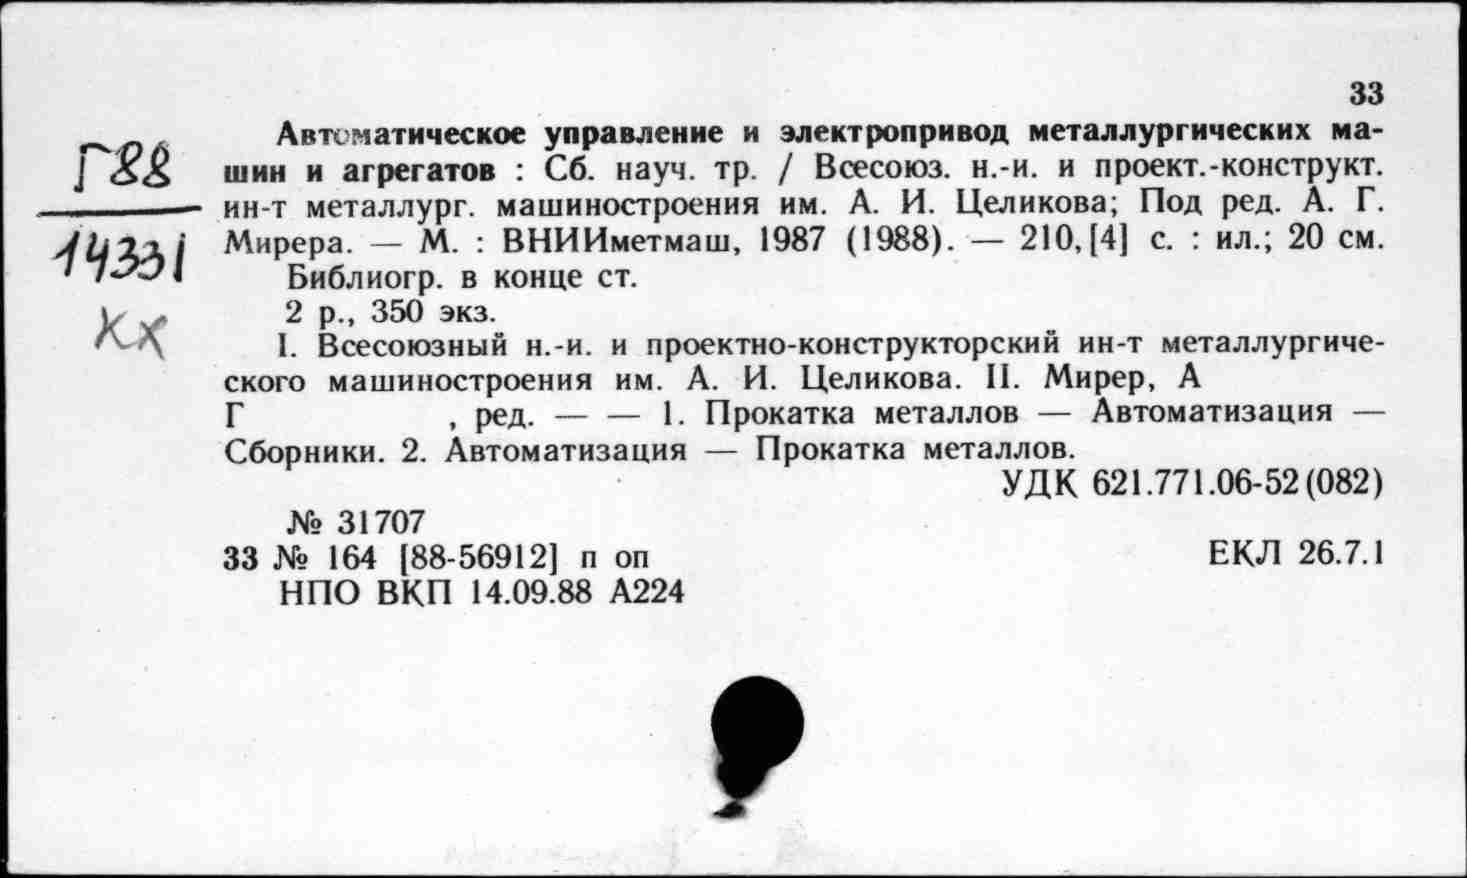 33
Г88
14331
КХ
Автоматическое управление и электропривод металлургических ма-
шин и агрегатов : Сб. науч. тр. / Всесоюз. н.-и. и проект.-конструкт.
ин-т металлург. машиностроения им. А. И. Целикова; Под ред. А. Г.
Мирера. — М. : ВНИИметмаш, 1987 (1988). — 210,[4] с. : ил.; 20 см.
Библиогр. в конце ст.
2 р., 350 экз.
I. Всесоюзный н.-и. и проектно-конструкторский ин-т металлургиче-
ского машиностроения им. А. И. Целикова. II. Мирер, А
Г , ред. — — 1. Прокатка металлов — Автоматизация —
Сборники. 2. Автоматизация — Прокатка металлов.
УДК 621.771.06-52(082)
№ 31707
33 № 164 [88-56912] п оп
ЕКЛ 26.7.1
НПО ВКП 14.09.88 А224